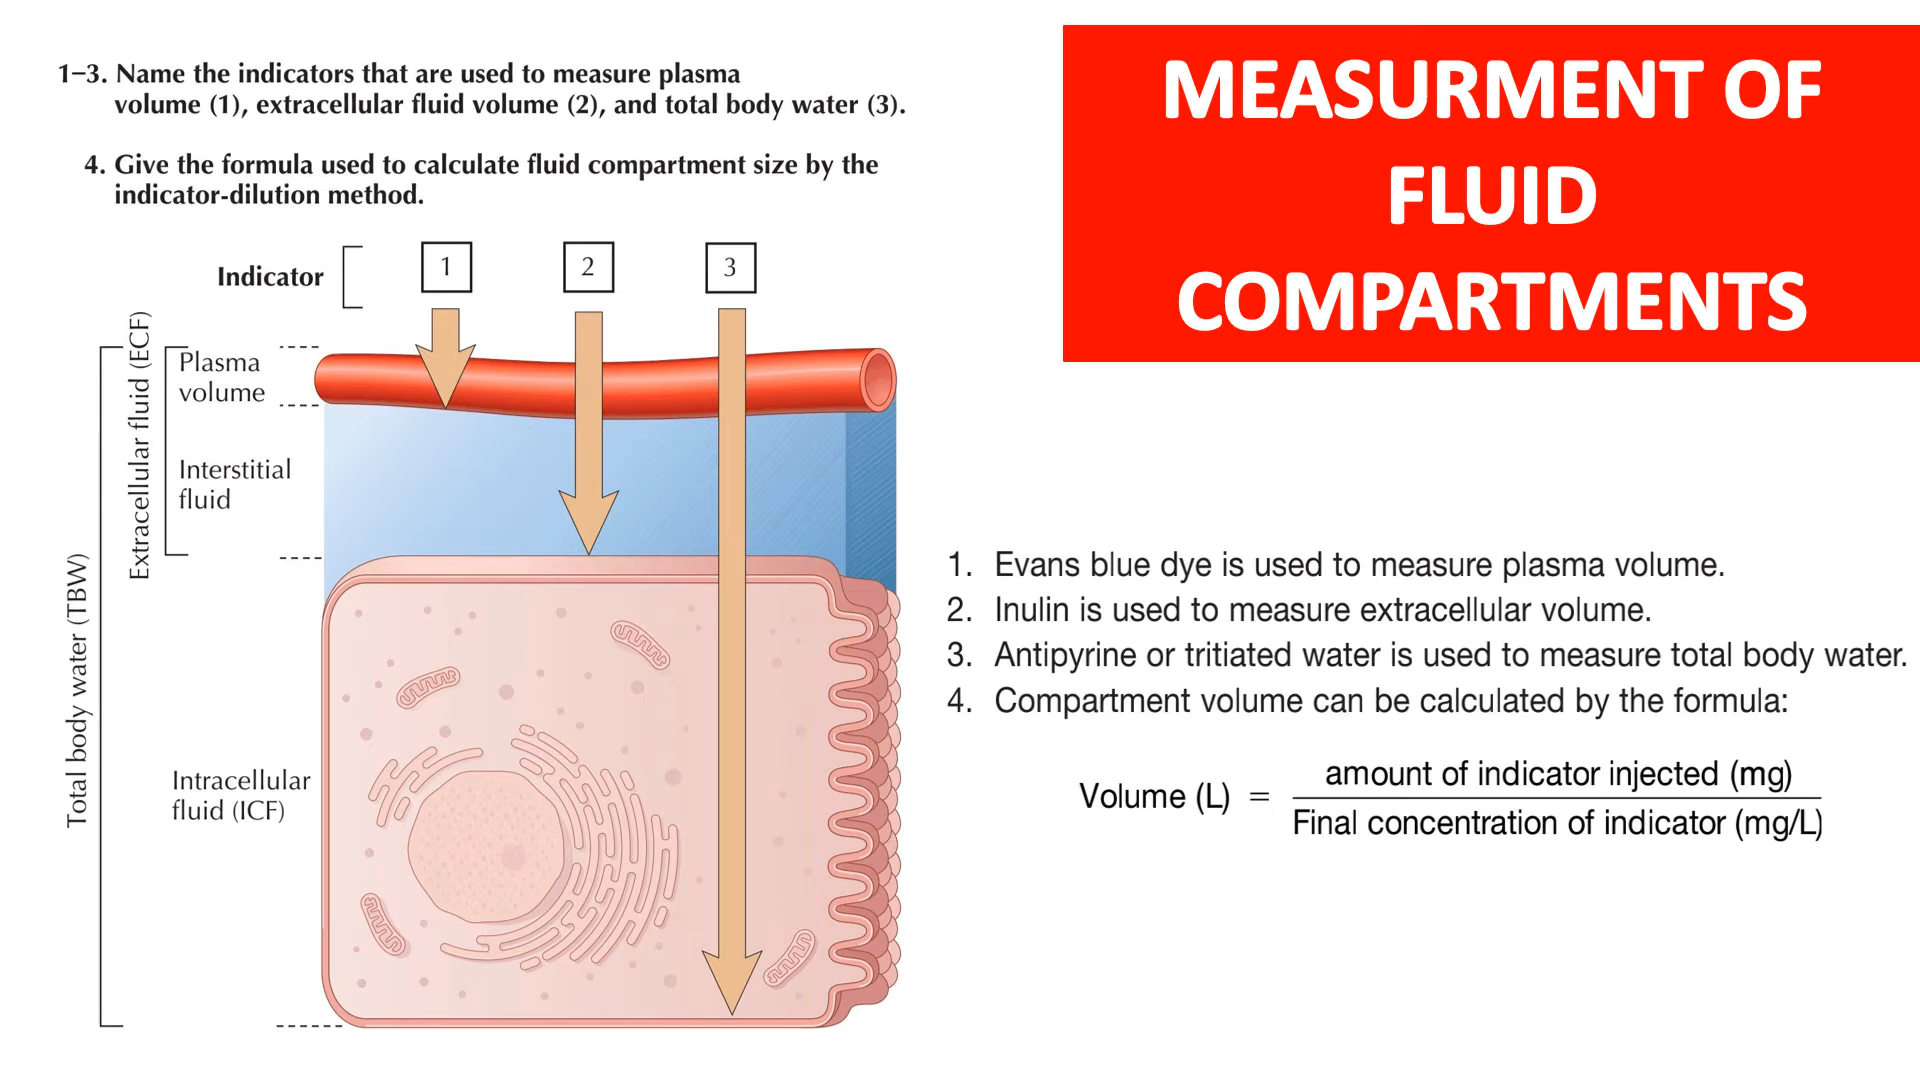 1–3. Name the indicators that are used to measure plasma
volume (1), extracellular fluid volume (2), and total body water (3).
4. Give the formula used to calculate fluid compartment size by the
indicator-dilution method.
Indicator
1
2
3
Total body water (TBW)
Extracellular fluid (ECF)
Plasma
volume
Interstitial
fluid
Intracellular
fluid (ICF)
MEASURMENT OF
FLUID
COMPARTMENTS
1. Evans blue dye is used to measure plasma volume.
2. Inulin is used to measure extracellular volume.
3. Antipyrine or tritiated water is used to measure total body water.
4. Compartment volume can be calculated by the formula:
Volume (L) = amount of indicator injected (mg)
Final concentration of indicator (mg/L)